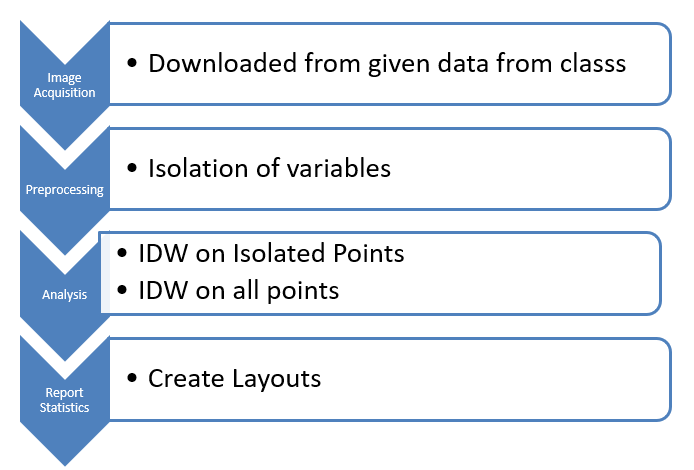 Image
Acquisition
• Downloaded from given data from classs
Preprocessing
• Isolation of variables
Analysis
• IDW on Isolated Points
• IDW on all points
Report
Statistics
• Create Layouts